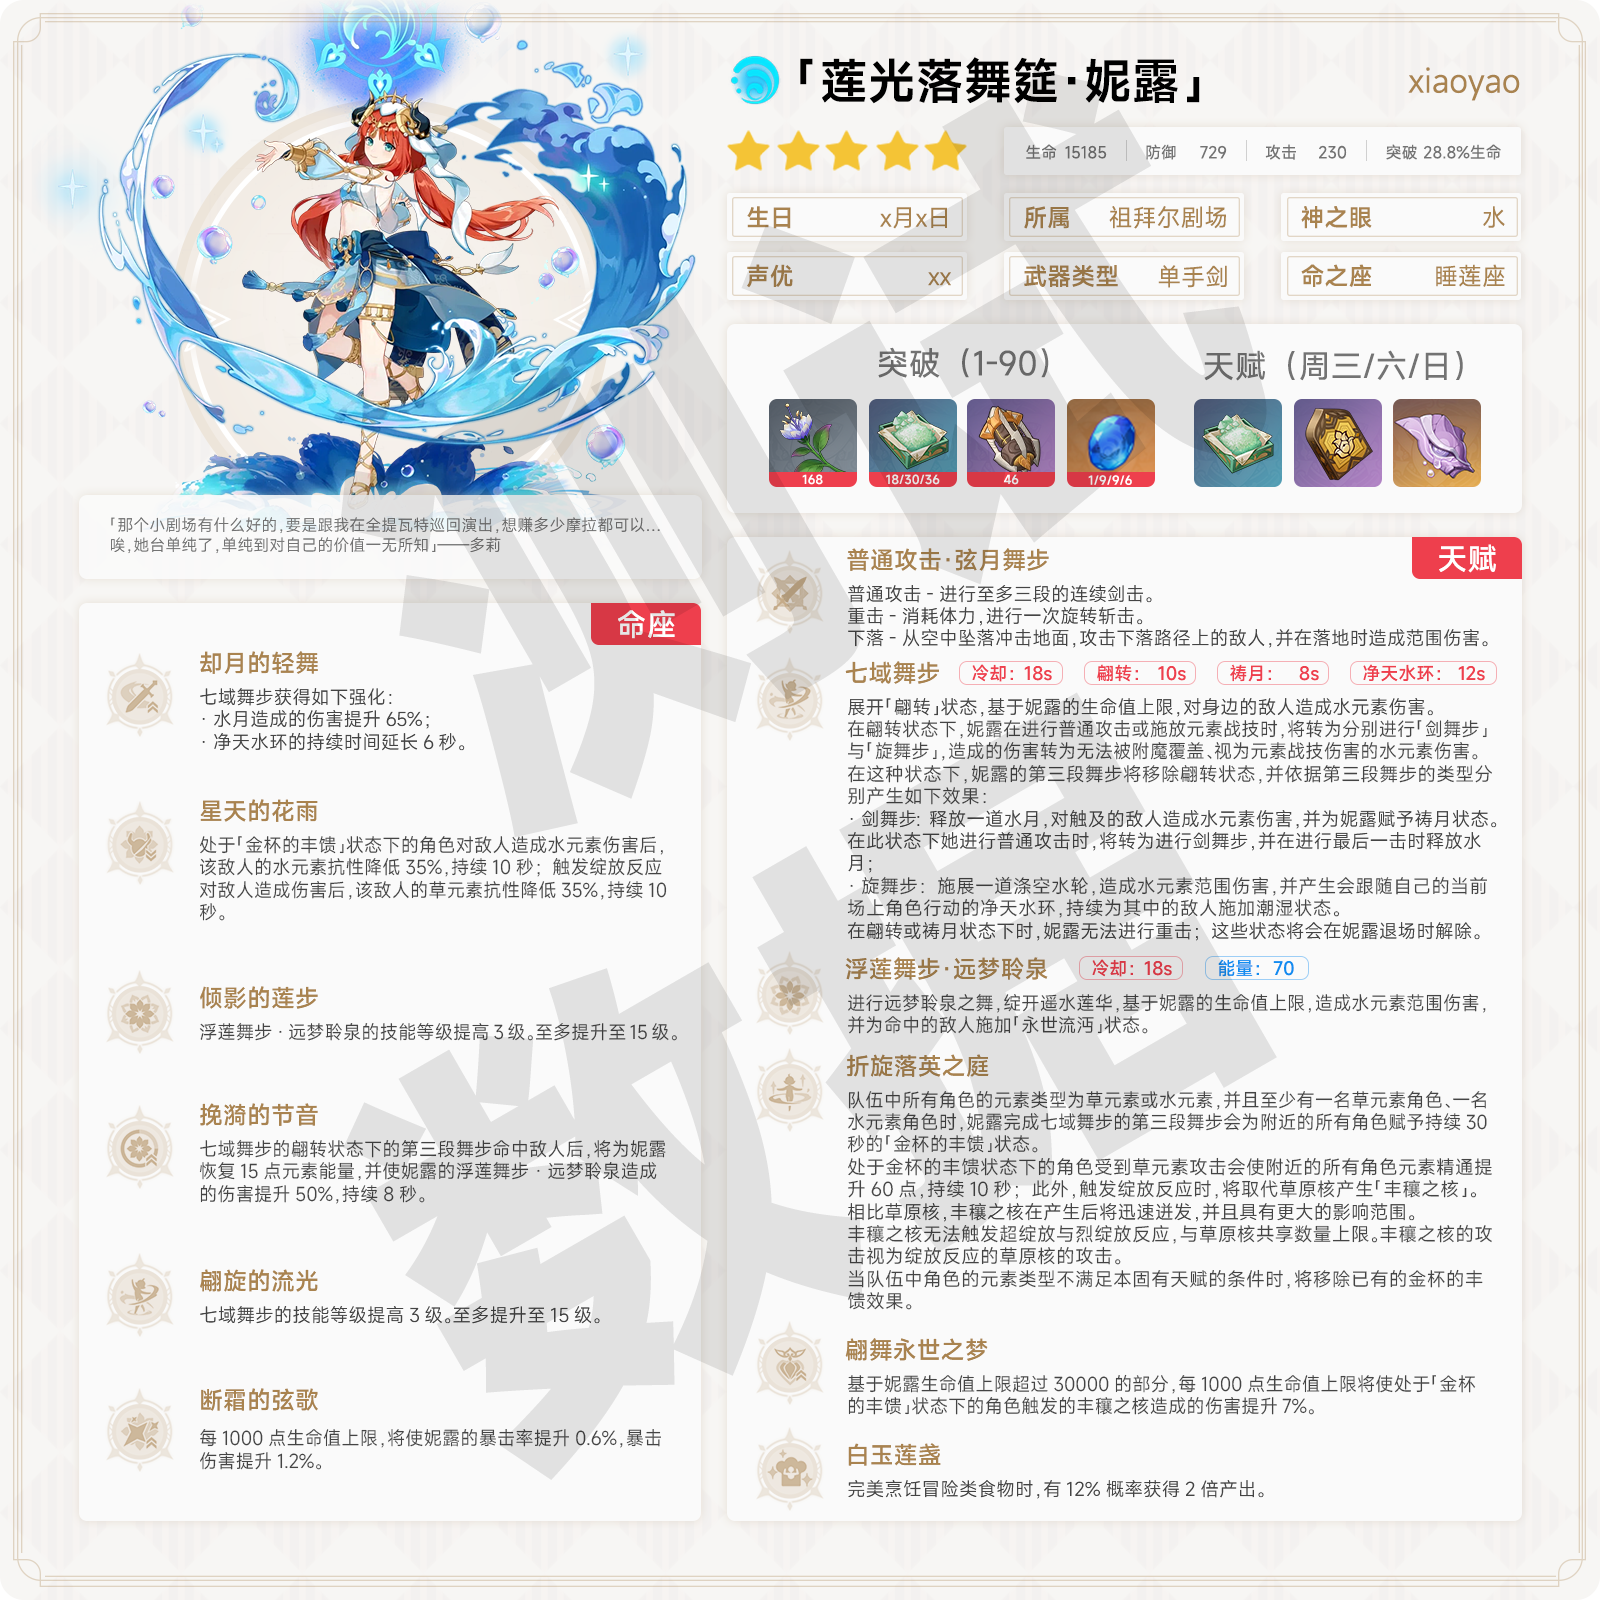 「莲光落舞筵·妮露」
xiaoyao
生命 15185 防御 729 攻击 230 突破 28.8%生命
生日 x月x日
所属 祖拜尔剧场
神之眼 水
声优 xx
武器类型 单手剑
命之座 睡莲座
突破（1-90）
168
18/30/36
46
1/9/9/6
天赋（周三/六/日）
「那个小剧场有什么好的,要是跟我在全提瓦特巡回演出,想赚多少摩拉都可以…
唉,她台单纯了,单纯到对自己的价值一无所知」——多莉
命座
却月的轻舞
七域舞步获得如下强化：
· 水月造成的伤害提升 65%；
· 净天水环的持续时间延长 6 秒。
星天的花雨
处于「金杯的丰馈」状态下的角色对敌人造成水元素伤害后,
该敌人的水元素抗性降低 35%,持续 10 秒；触发绽放反应
对敌人造成伤害后,该敌人的草元素抗性降低 35%,持续 10
秒。
倾影的莲步
浮莲舞步 · 远梦聆泉的技能等级提高 3 级。至多提升至 15 级。
挽漪的节音
七域舞步的翩转状态下的第三段舞步命中敌人后,将为妮露
恢复 15 点元素能量,并使妮露的浮莲舞步 · 远梦聆泉造成
的伤害提升 50%,持续 8 秒。
翩旋的流光
七域舞步的技能等级提高 3 级。至多提升至 15 级。
断霜的弦歌
每 1000 点生命值上限,将使妮露的暴击率提升 0.6%,暴击
伤害提升 1.2%。
天赋
普通攻击·弦月舞步
普通攻击 - 进行至多三段的连续剑击。
重击 - 消耗体力,进行一次旋转斩击。
下落 - 从空中坠落冲击地面,攻击下落路径上的敌人,并在落地时造成范围伤害。
七域舞步 冷却：18s 翩转：10s 祷月：8s 净天水环：12s
展开「翩转」状态,基于妮露的生命值上限,对身边的敌人造成水元素伤害。
在翩转状态下,妮露在进行普通攻击或施放元素战技时,将转为分别进行「剑舞步」
与「旋舞步」,造成的伤害转为无法被附魔覆盖、视为元素战技伤害的水元素伤害。
在这种状态下,妮露的第三段舞步将移除翩转状态,并依据第三段舞步的类型分
别产生如下效果：
· 剑舞步：释放一道水月,对触及的敌人造成水元素伤害,并为妮露赋予祷月状态。
在此状态下她进行普通攻击时,将转为进行剑舞步,并在进行最后一击时释放水
月；
· 旋舞步：施展一道涤空水轮,造成水元素范围伤害,并产生会跟随自己的当前
场上角色行动的净天水环,持续为其中的敌人施加潮湿状态。
在翩转或祷月状态下时,妮露无法进行重击；这些状态将会在妮露退场时解除。
浮莲舞步·远梦聆泉 冷却：18s 能量：70
进行远梦聆泉之舞,绽开遥水莲华,基于妮露的生命值上限,造成水元素范围伤害,
并为命中的敌人施加「永世流沔」状态。
折旋落英之庭
队伍中所有角色的元素类型为草元素或水元素,并且至少有一名草元素角色、一名
水元素角色时,妮露完成七域舞步的第三段舞步会为附近的所有角色赋予持续 30
秒的「金杯的丰馈」状态。
处于金杯的丰馈状态下的角色受到草元素攻击会使附近的所有角色元素精通提
升 60 点,持续 10 秒；此外,触发绽放反应时,将取代草原核产生「丰穰之核」。
相比草原核,丰穰之核在产生后将迅速迸发,并且具有更大的影响范围。
丰穰之核无法触发超绽放与烈绽放反应,与草原核共享数量上限。丰穰之核的攻
击视为绽放反应的草原核的攻击。
当队伍中角色的元素类型不满足本固有天赋的条件时,将移除已有的金杯的丰
馈效果。
翩舞永世之梦
基于妮露生命值上限超过 30000 的部分,每 1000 点生命值上限将使处于「金杯
的丰馈」状态下的角色触发的丰穰之核造成的伤害提升 7%。
白玉莲盏
完美烹饪冒险类食物时,有 12% 概率获得 2 倍产出。
测试
数据